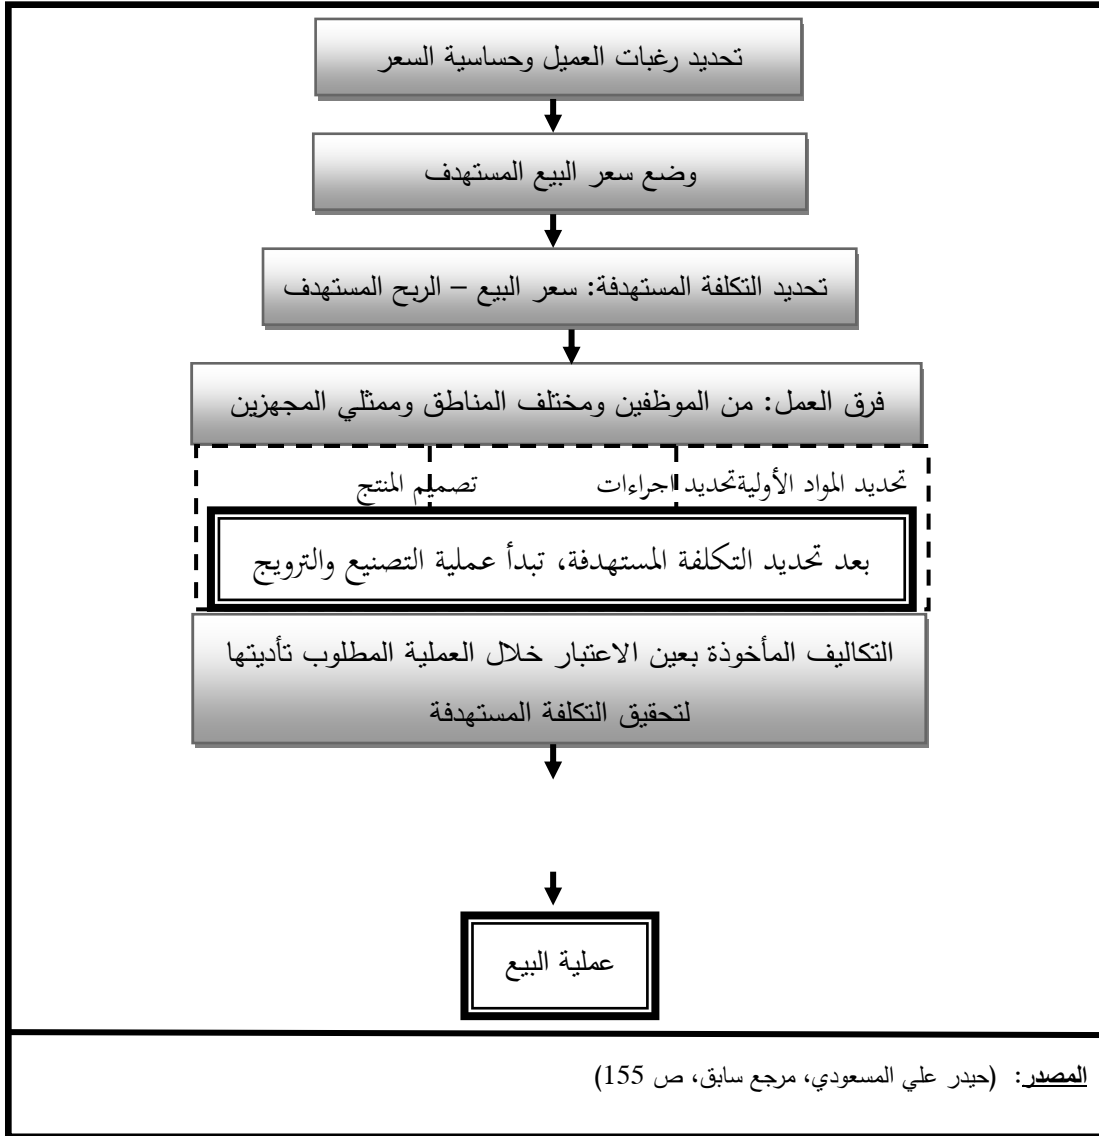 تحديد رغبات العميل وحساسية السعر
وضع سعر البيع المستهدف
تحديد التكلفة المستهدفة: سعر البيع – الربح المستهدف
فرق العمل: من الموظفين ومختلف المناطق وممثلي المجهزين
تحديد المواد الأولية
تحديد اجراءات
تصميم المنتج
بعد تحديد التكلفة المستهدفة، تبدأ عملية التصنيع والترويج
التكاليف المأخوذة بعين الاعتبار خلال العملية المطلوب تأديتها
لتحقيق التكلفة المستهدفة
عملية البيع
المصدر: (حيدر علي المسعودي، مرجع سابق، ص 155)